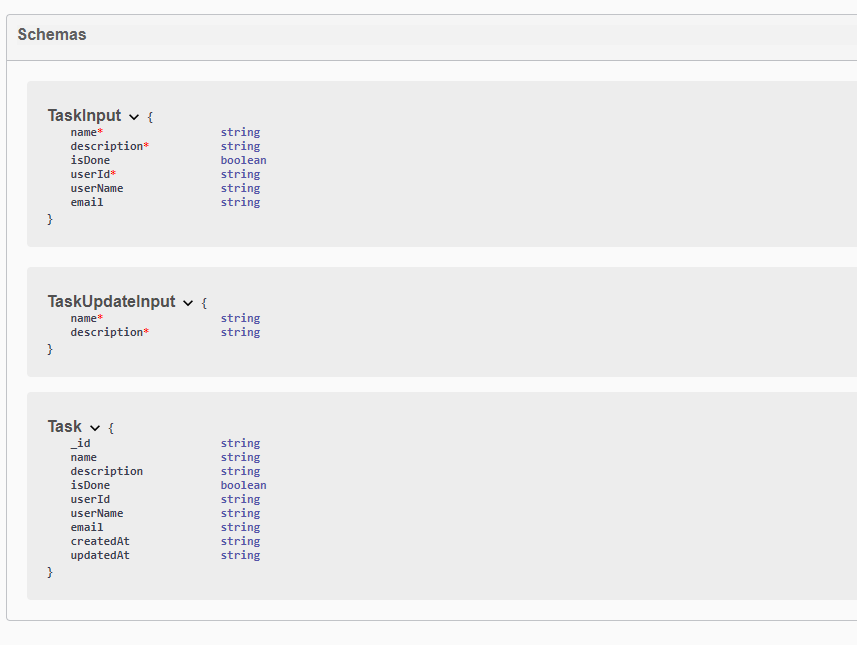 Schemas
TaskInput {
name* string
description* string
isDone boolean
userId* string
userName string
email string
}
TaskUpdateInput {
name* string
description* string
}
Task {
_id string
name string
description string
isDone boolean
userId string
userName string
email string
createdAt string
updatedAt string
}